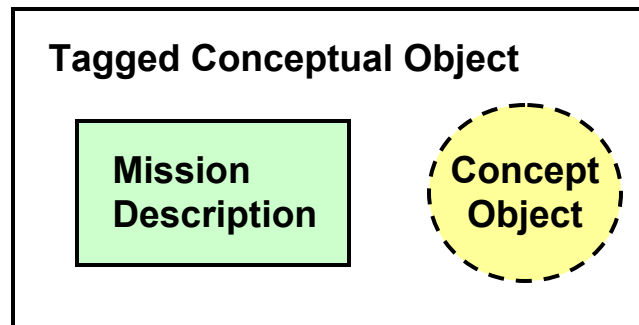 Tagged Conceptual Object
Mission
Description
Concept
Object